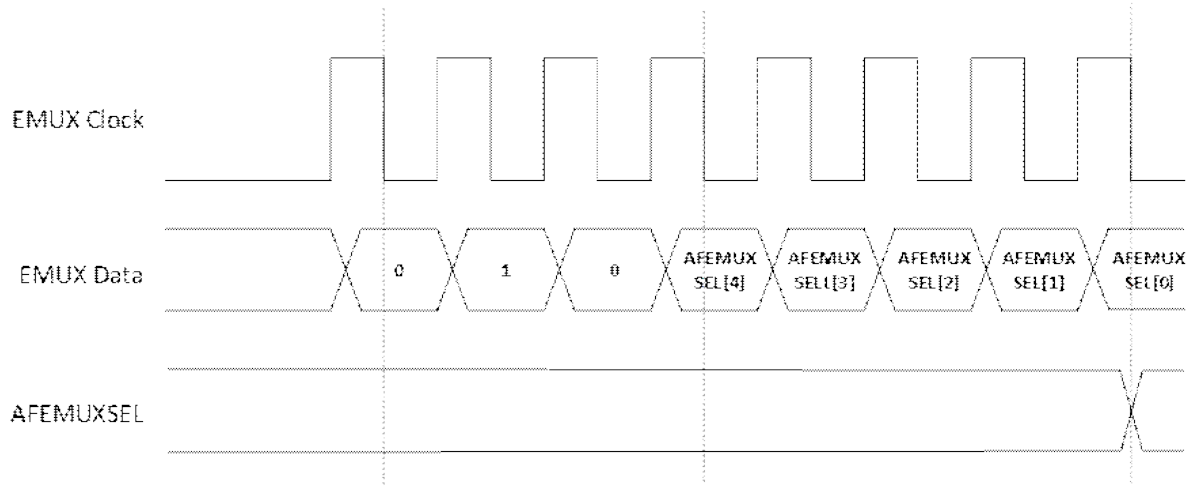 EMUX Clock
EMUX Data
0
1
0
AFEMUX
SEL[4]
AFEMUX
SELL[3]
AFEMUX
SEL[2]
AFEMUX
SEL[1]
AFEMUX
SEL[0]
AFEMUXSEL